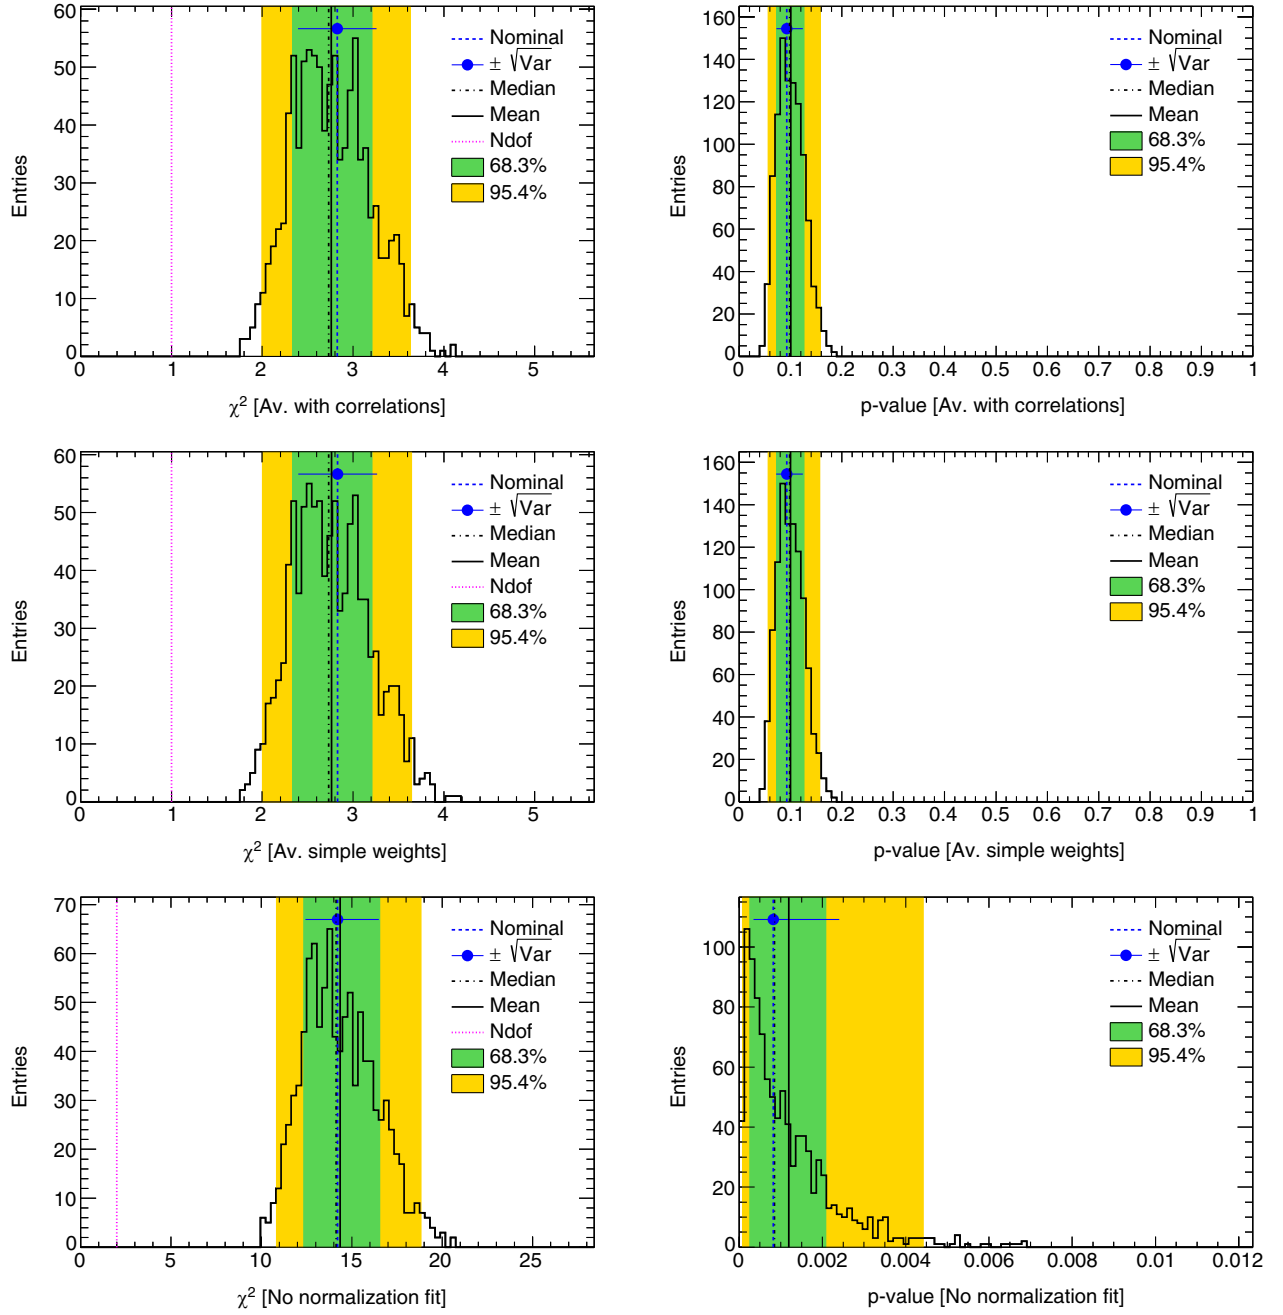 60
50
40
30
20
10
0
Entries
0 1 2 3 4 5
χ² [Av. with correlations]
Nominal
± √Var
Median
Mean
Ndof
68.3%
95.4%
160
140
120
100
80
60
40
20
0
Entries
0 0.1 0.2 0.3 0.4 0.5 0.6 0.7 0.8 0.9 1
p-value [Av. with correlations]
Nominal
± √Var
Median
Mean
68.3%
95.4%
60
50
40
30
20
10
0
Entries
0 1 2 3 4 5
χ² [Av. simple weights]
Nominal
± √Var
Median
Mean
Ndof
68.3%
95.4%
160
140
120
100
80
60
40
20
0
Entries
0 0.1 0.2 0.3 0.4 0.5 0.6 0.7 0.8 0.9 1
p-value [Av. simple weights]
Nominal
± √Var
Median
Mean
68.3%
95.4%
70
60
50
40
30
20
10
0
Entries
0 5 10 15 20 25
χ² [No normalization fit]
Nominal
± √Var
Median
Mean
Ndof
68.3%
95.4%
100
80
60
40
20
0
Entries
0 0.002 0.004 0.006 0.008 0.01 0.012
p-value [No normalization fit]
Nominal
± √Var
Median
Mean
68.3%
95.4%